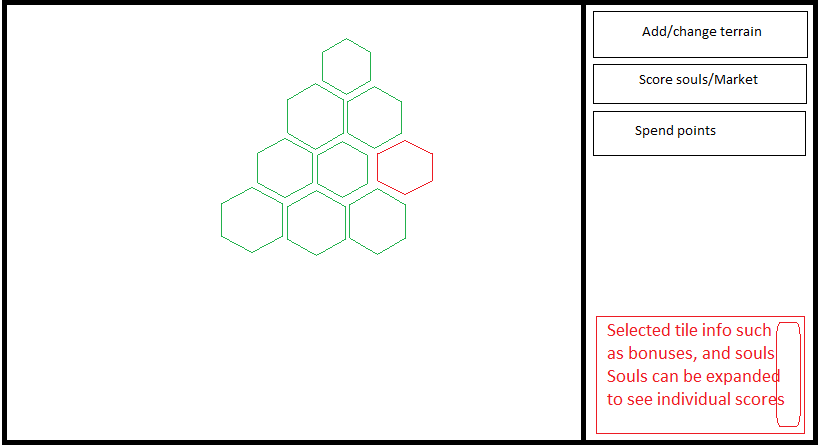 Add/change terrain
Score souls/Market
Spend points
Selected tile info such
as bonuses, and souls
Souls can be expanded
to see individual scores